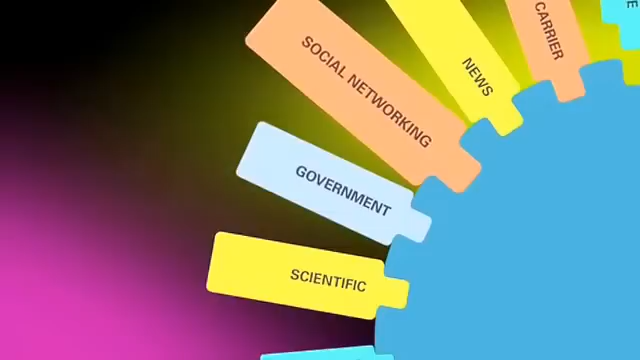 SOCIAL NETWORKING
NEWS
CARRIER
GOVERNMENT
SCIENTIFIC